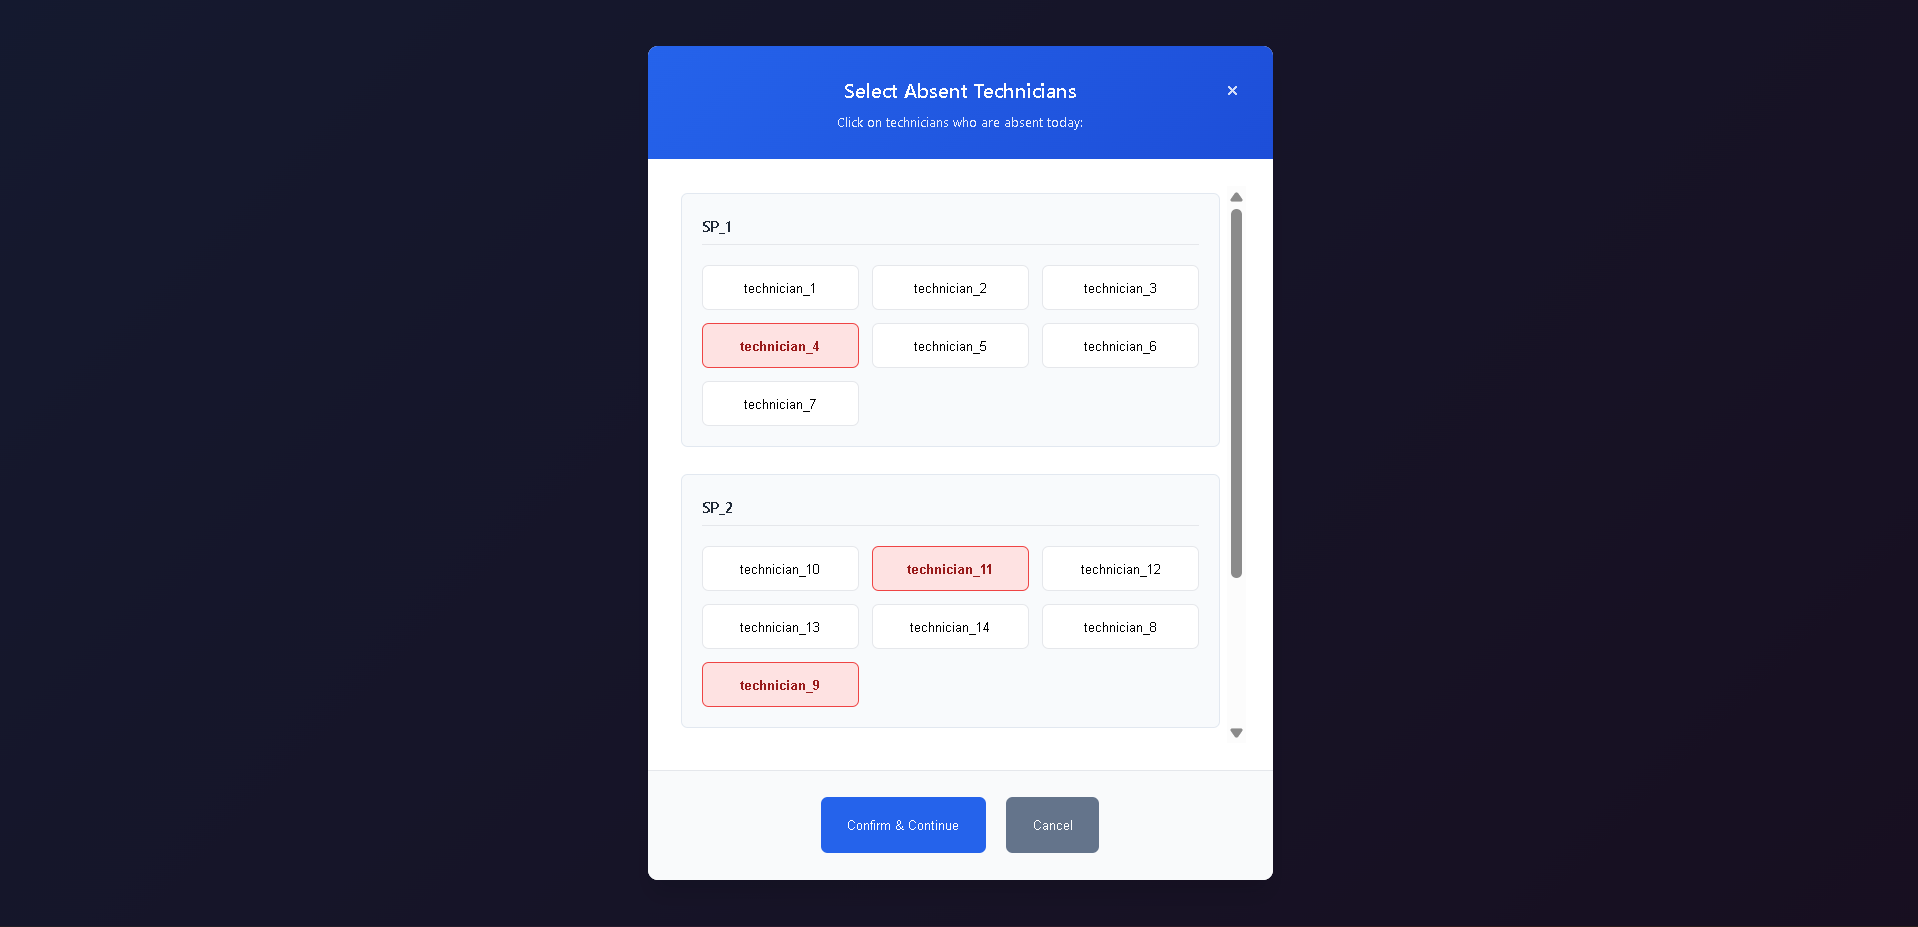 Select Absent Technicians
×
Click on technicians who are absent today:
SP_1
technician_1 technician_2 technician_3
technician_4 technician_5 technician_6
technician_7
SP_2
technician_10 technician_11 technician_12
technician_13 technician_14 technician_8
technician_9
Confirm & Continue Cancel